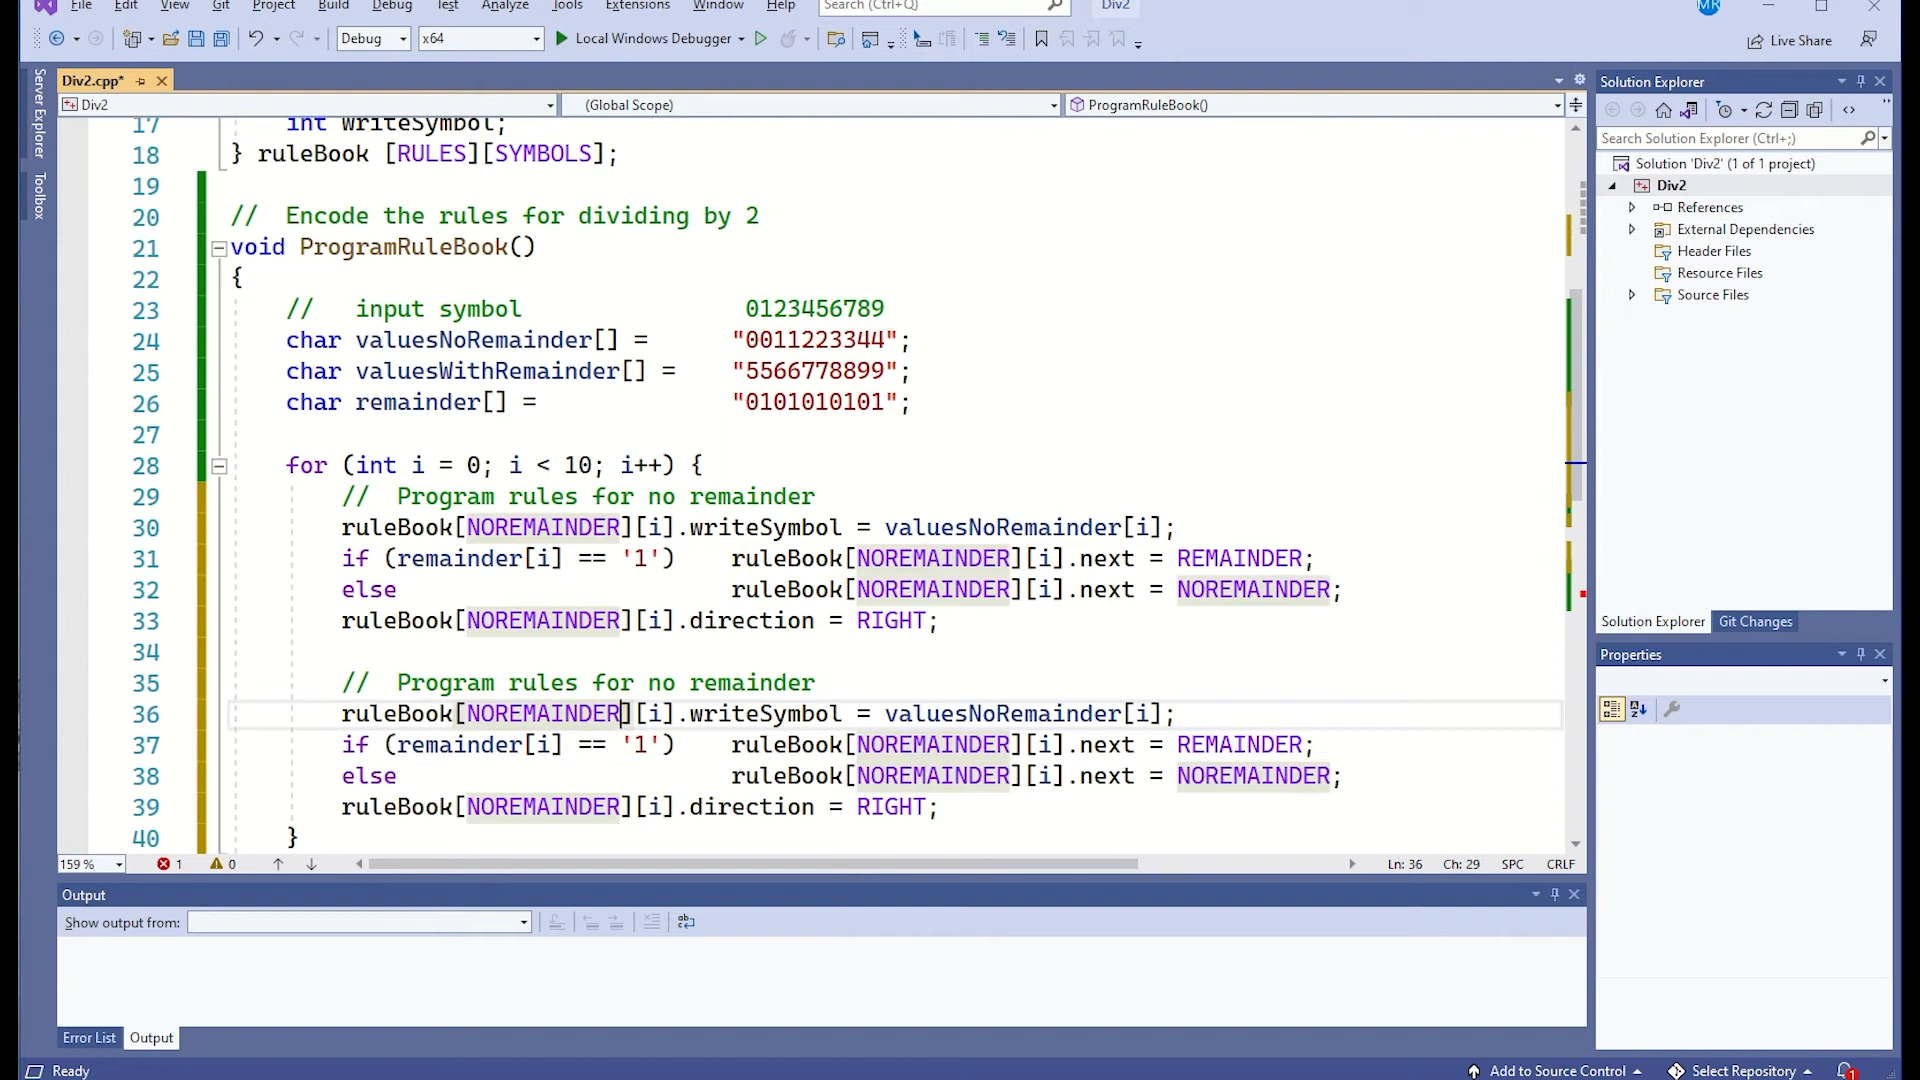 File Edit View Git Project Build Debug Test Analyze Tools Extensions Window Help Search (Ctrl+Q) Div2 MR
Debug x64 Local Windows Debugger Live Share
Server Explorer
Toolbox
Div2.cpp*
Div2 (Global Scope) ProgramRuleBook()
17 int writeSymbol;
18 } ruleBook [RULES][SYMBOLS];
19
20 // Encode the rules for dividing by 2
21 void ProgramRuleBook()
22 {
23 // input symbol 0123456789
24 char valuesNoRemainder[] = "0011223344";
25 char valuesWithRemainder[] = "5566778899";
26 char remainder[] = "0101010101";
27
28 for (int i = 0; i < 10; i++) {
29 // Program rules for no remainder
30 ruleBook[NOREMAINDER][i].writeSymbol = valuesNoRemainder[i];
31 if (remainder[i] == '1') ruleBook[NOREMAINDER][i].next = REMAINDER;
32 else ruleBook[NOREMAINDER][i].next = NOREMAINDER;
33 ruleBook[NOREMAINDER][i].direction = RIGHT;
34
35 // Program rules for no remainder
36 ruleBook[NOREMAINDER][i].writeSymbol = valuesNoRemainder[i];
37 if (remainder[i] == '1') ruleBook[NOREMAINDER][i].next = REMAINDER;
38 else ruleBook[NOREMAINDER][i].next = NOREMAINDER;
39 ruleBook[NOREMAINDER][i].direction = RIGHT;
40 }
159 % 1 0 Ln: 36 Ch: 29 SPC CRLF
Output
Show output from:
Error List Output
Solution Explorer
Search Solution Explorer (Ctrl+;)
Solution 'Div2' (1 of 1 project)
Div2
References
External Dependencies
Header Files
Resource Files
Source Files
Solution Explorer Git Changes
Properties
Ready Add to Source Control Select Repository 1